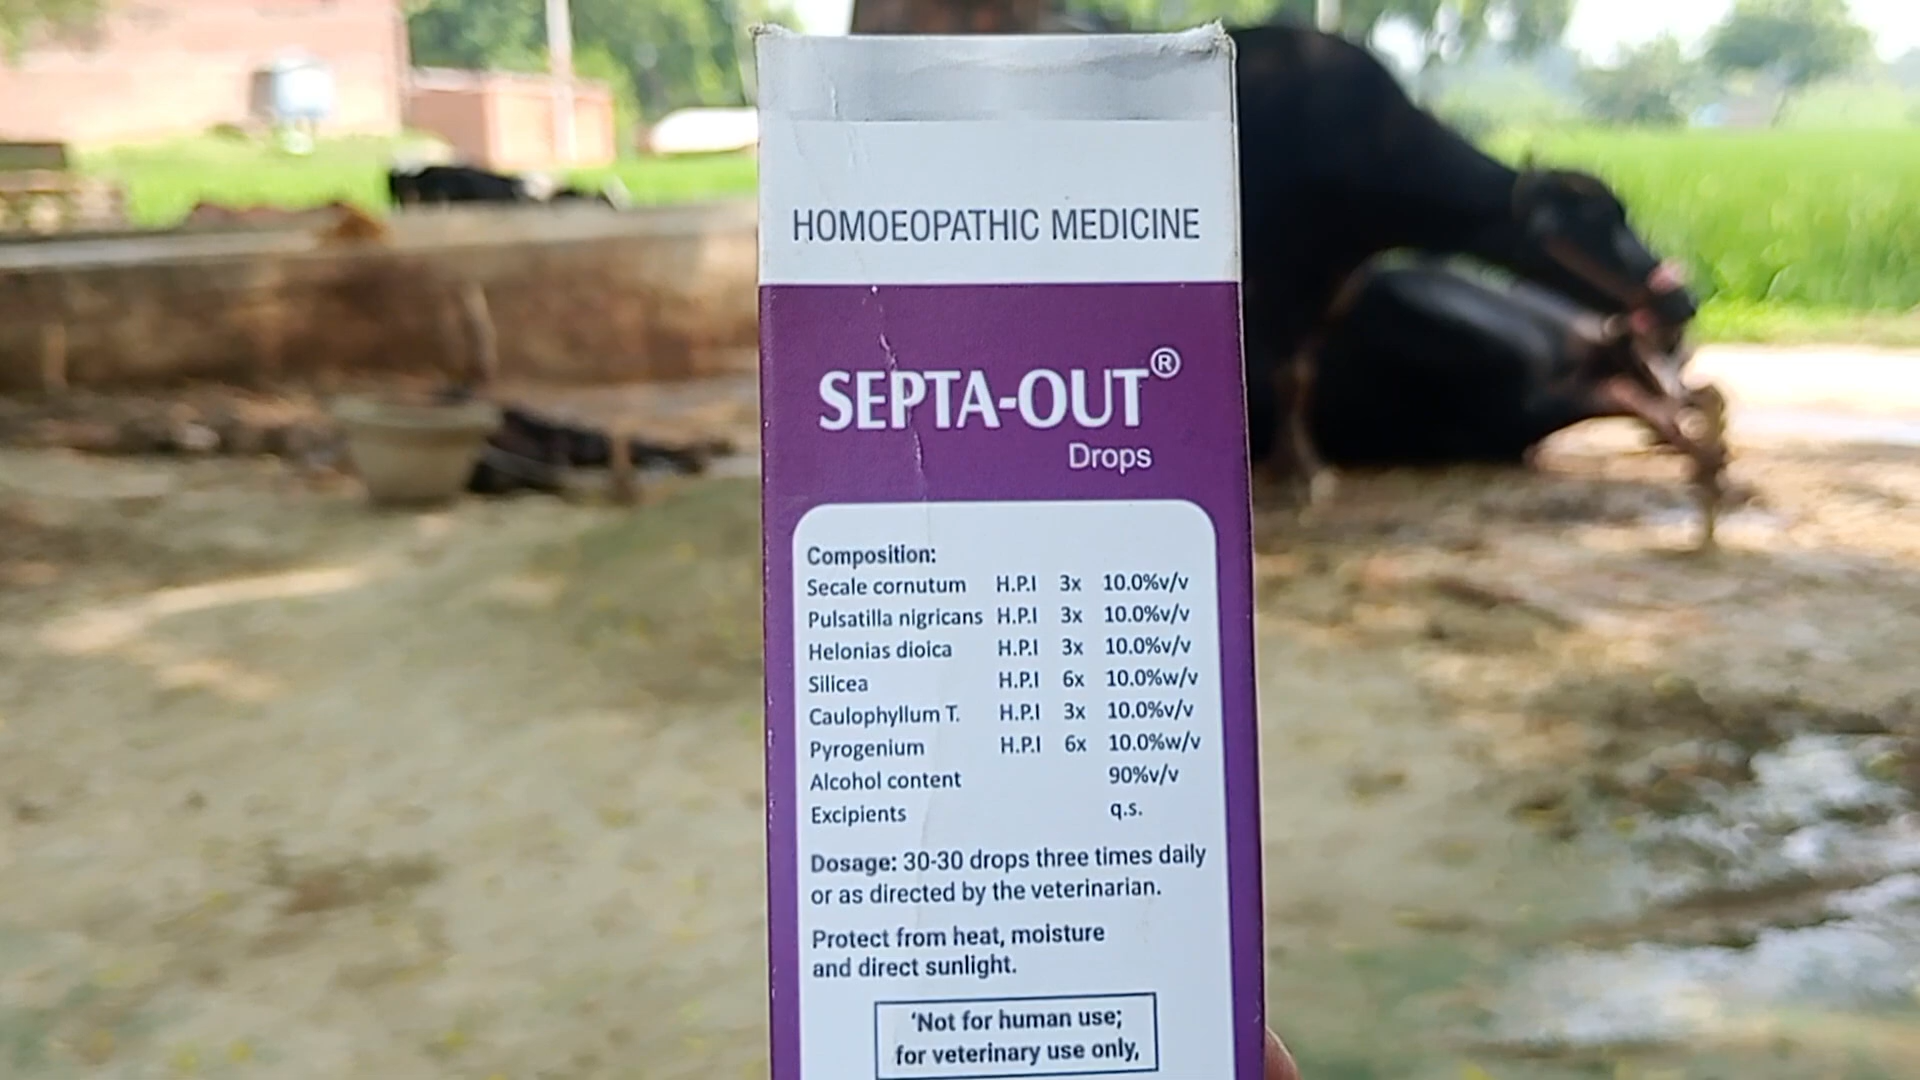 HOMOEOPATHIC MEDICINE
SEPTA-OUT®
Drops
Composition:
Secale cornutum H.P.I 3x 10.0%v/v
Pulsatilla nigricans H.P.I 3x 10.0%v/v
Helonias dioica H.P.I 3x 10.0%v/v
Silicea H.P.I 6x 10.0%w/v
Caulophyllum T. H.P.I 3x 10.0%v/v
Pyrogenium H.P.I 6x 10.0%w/v
Alcohol content 90%v/v
Excipients q.s.
Dosage: 30-30 drops three times daily
or as directed by the veterinarian.
Protect from heat, moisture
and direct sunlight.
‘Not for human use;
for veterinary use only,